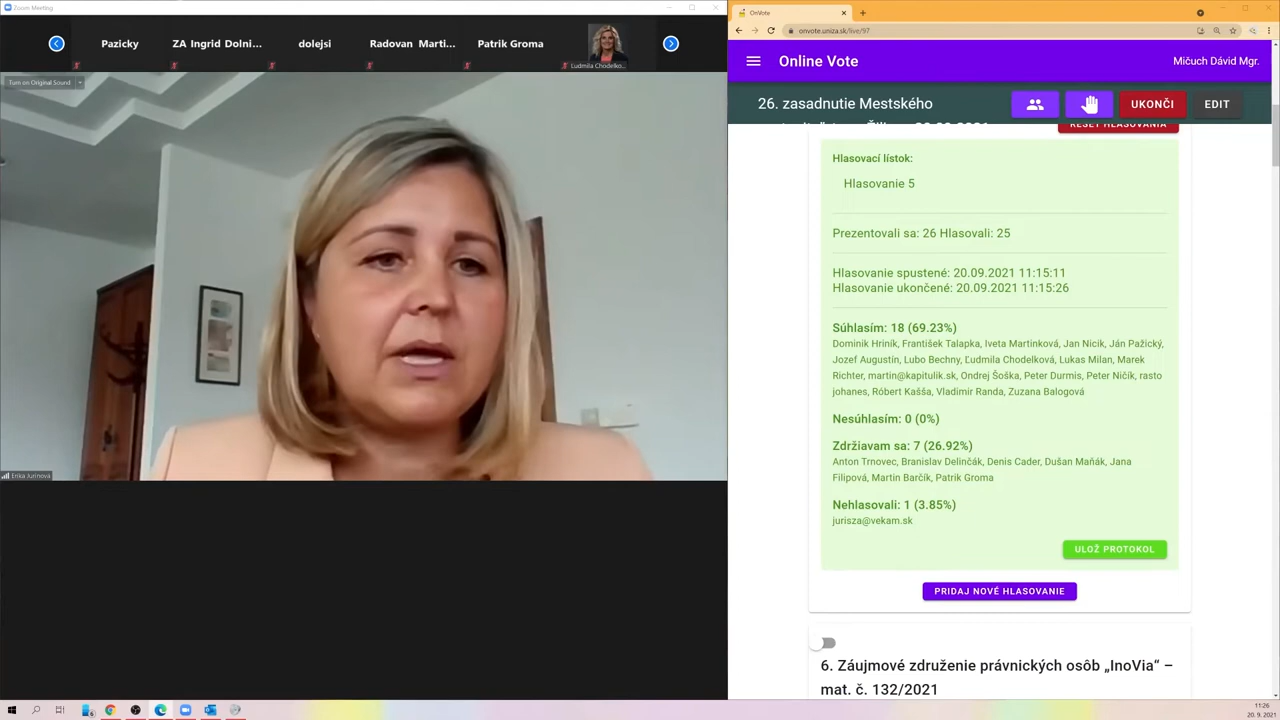 Zoom Meeting
Pazicky
ZA Ingrid Dolni...
dolejsi
Radovan Marti...
Patrik Groma
Ľudmila Chodelko...
Turn on Original Sound
Erika Jurinová
OnVote
onvote.uniza.sk/live/97
Online Vote
Mičuch Dávid Mgr.
26. zasadnutie Mestského
UKONČI
EDIT
RESET HLASOVANIA
Hlasovací lístok:
Hlasovanie 5
Prezentovali sa: 26 Hlasovali: 25
Hlasovanie spustené: 20.09.2021 11:15:11
Hlasovanie ukončené: 20.09.2021 11:15:26
Súhlasím: 18 (69.23%)
Dominik Hriník, František Talapka, Iveta Martinková, Jan Nicik, Ján Pažický,
Jozef Augustín, Lubo Bechny, Ľudmila Chodelková, Lukas Milan, Marek
Richter, martin@kapitulik.sk, Ondrej Šoška, Peter Durmis, Peter Ničík, rasto
johanes, Róbert Kašša, Vladimír Randa, Zuzana Balogová
Nesúhlasím: 0 (0%)
Zdržiavam sa: 7 (26.92%)
Anton Trnovec, Branislav Delinčák, Denis Cader, Dušan Maňák, Jana
Filipová, Martin Barčík, Patrik Groma
Nehlasovali: 1 (3.85%)
jurisza@vekam.sk
ULOŽ PROTOKOL
PRIDAJ NOVÉ HLASOVANIE
6. Záujmové združenie právnických osôb „InoVia“ –
mat. č. 132/2021
11:26
20. 9. 2021